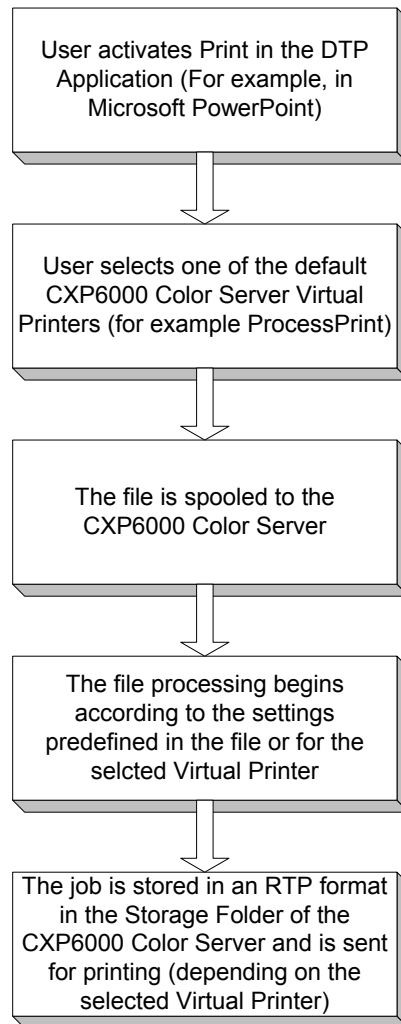 User activates Print in the DTP
Application (For example, in
Microsoft PowerPoint)
User selects one of the default
CXP6000 Color Server Virtual
Printers (for example ProcessPrint)
The file is spooled to the
CXP6000 Color Server
The file processing begins
according to the settings
predefined in the file or for the
selcted Virtual Printer
The job is stored in an RTP format
in the Storage Folder of the
CXP6000 Color Server and is sent
for printing (depending on the
selected Virtual Printer)